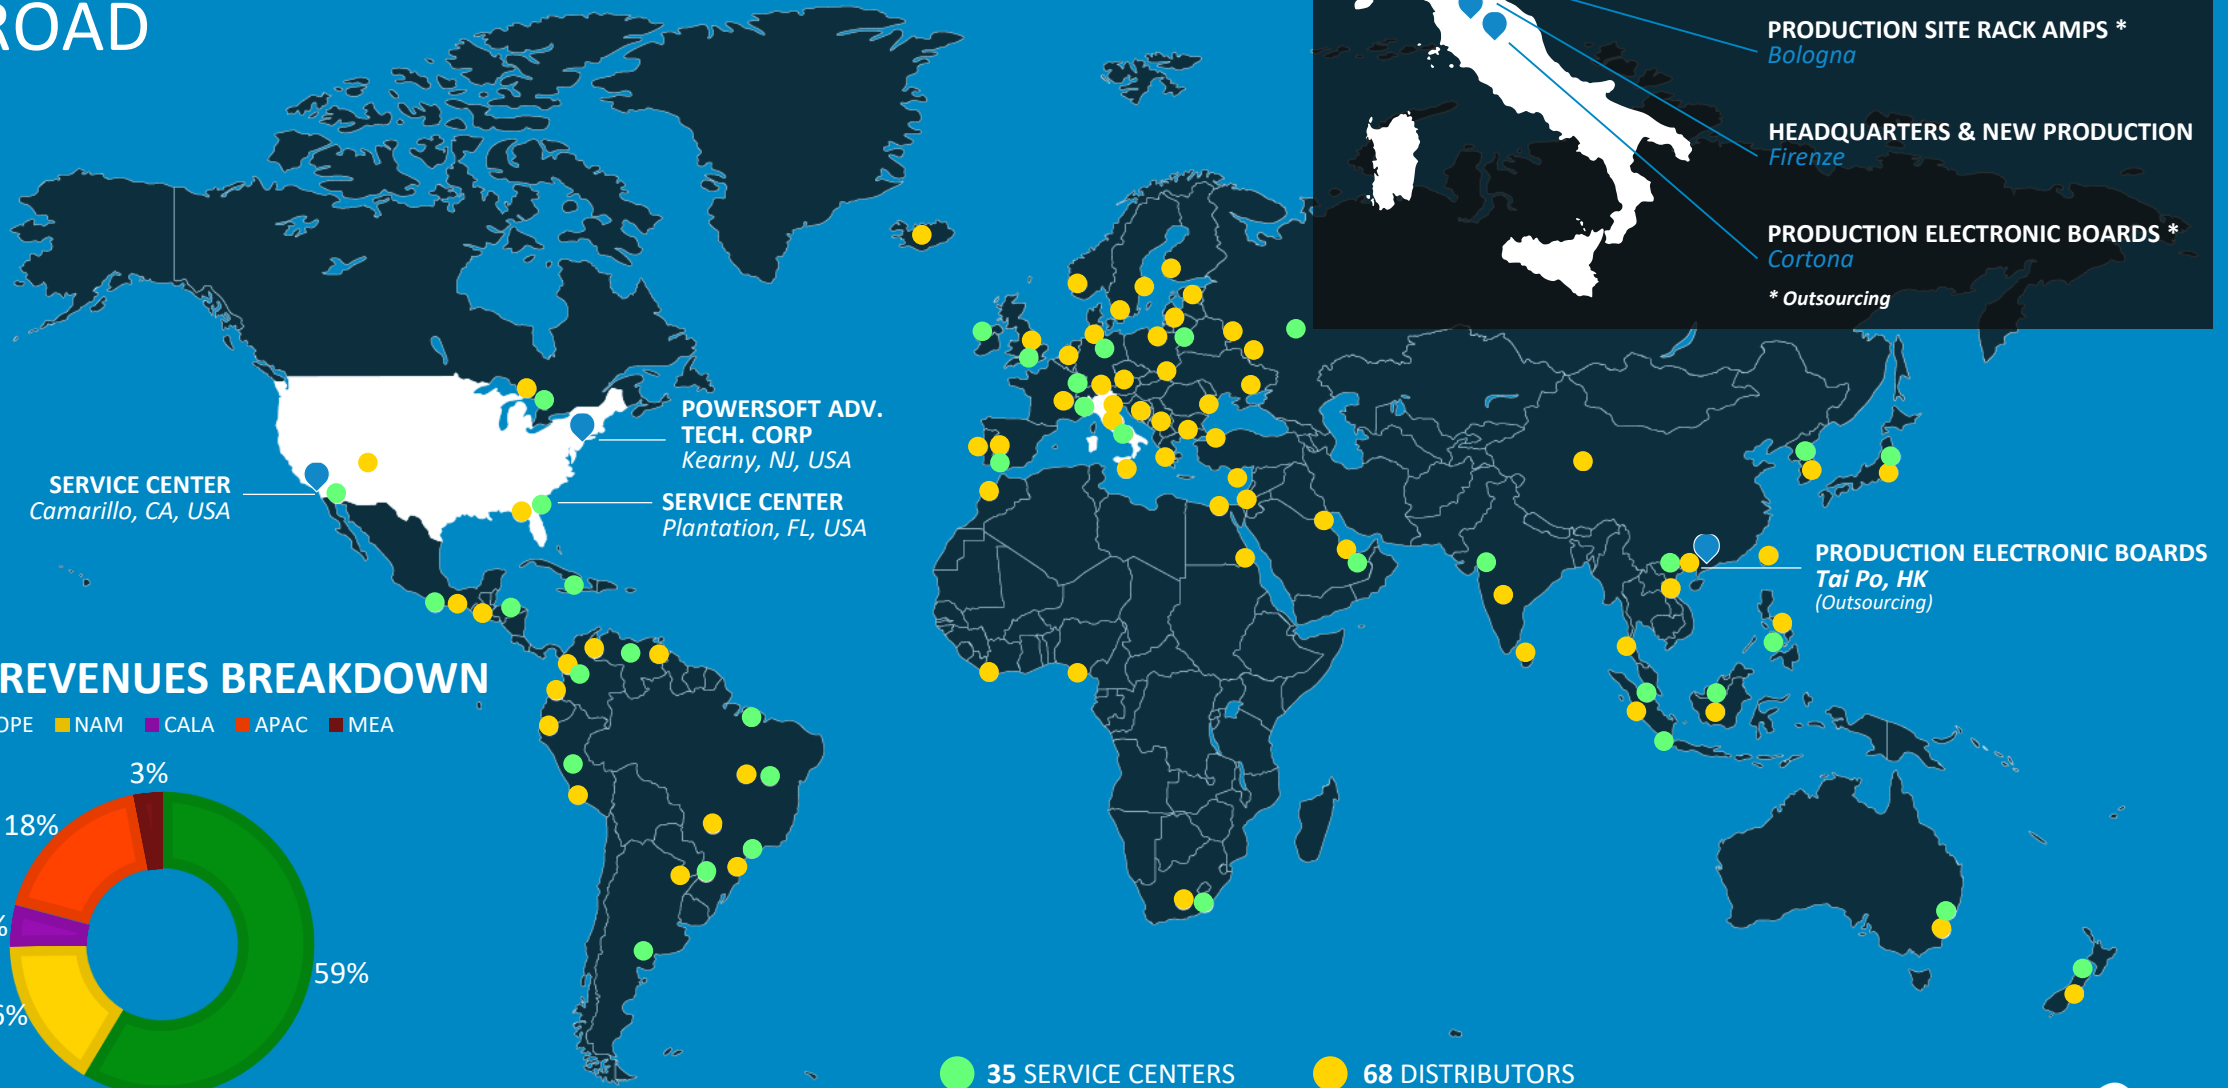 ROAD
PRODUCTION SITE RACK AMPS *
Bologna
HEADQUARTERS & NEW PRODUCTION
Firenze
PRODUCTION ELECTRONIC BOARDS *
Cortona
* Outsourcing
POWERSOFT ADV.
TECH. CORP
Kearny, NJ, USA
SERVICE CENTER
Camarillo, CA, USA
SERVICE CENTER
Plantation, FL, USA
PRODUCTION ELECTRONIC BOARDS
Tai Po, HK
(Outsourcing)
REVENUES BREAKDOWN
OPE NAM CALA APAC MEA
3%
18%
%
59%
6%
35 SERVICE CENTERS
68 DISTRIBUTORS